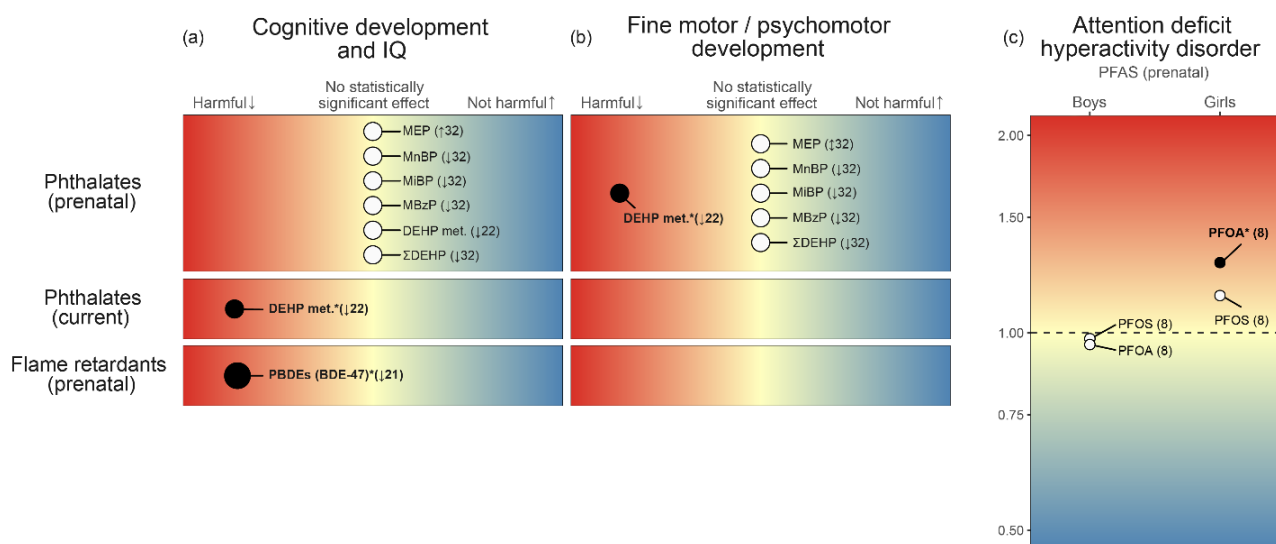 (a)
Cognitive development
and IQ
Harmful↓
No statistically
significant effect
Not harmful↑
(b)
Fine motor / psychomotor
development
Harmful↓
No statistically
significant effect
Not harmful↑
(c)
Attention deficit
hyperactivity disorder
PFAS (prenatal)
Boys
Girls
Phthalates
(prenatal)
MEP (↑32)
MnBP (↓32)
MiBP (↓32)
MBzP (↓32)
DEHP met. (↓22)
ΣDEHP (↓32)
DEHP met.*(↓22)
MEP (↕32)
MnBP (↓32)
MiBP (↓32)
MBzP (↓32)
ΣDEHP (↓32)
Phthalates
(current)
DEHP met.*(↓22)
Flame retardants
(prenatal)
PBDEs (BDE-47)*(↓21)
2.00
1.50
1.00
0.75
0.50
PFOA* (8)
PFOS (8)
PFOS (8)
PFOA (8)